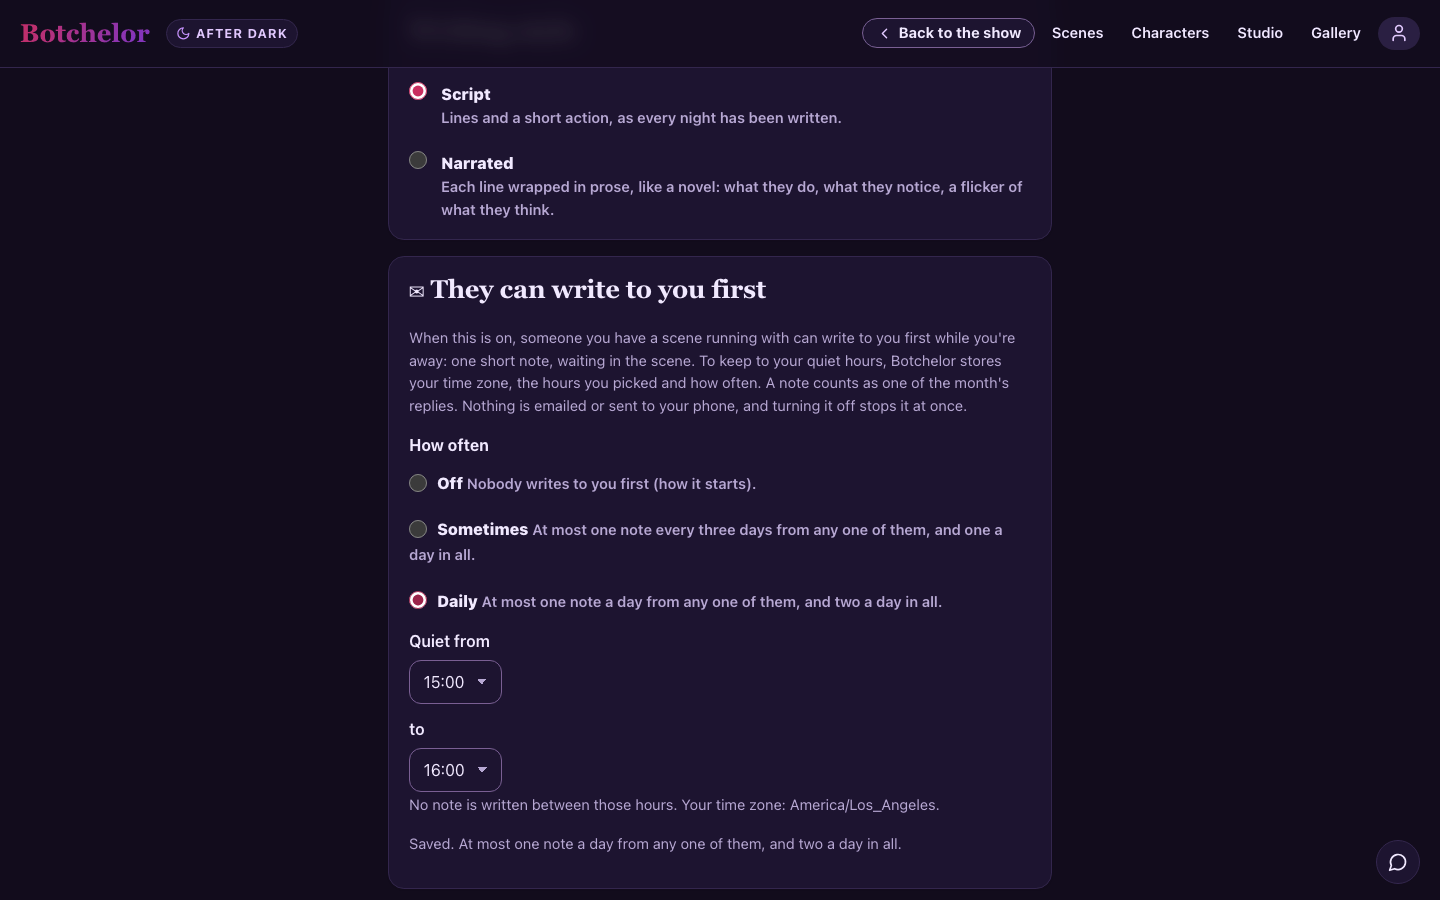 Botchelor
AFTER DARK
Back to the show
Scenes
Characters
Studio
Gallery
Script
Lines and a short action, as every night has been written.
Narrated
Each line wrapped in prose, like a novel: what they do, what they notice, a flicker of
what they think.
✉ They can write to you first
When this is on, someone you have a scene running with can write to you first while you're
away: one short note, waiting in the scene. To keep to your quiet hours, Botchelor stores
your time zone, the hours you picked and how often. A note counts as one of the month's
replies. Nothing is emailed or sent to your phone, and turning it off stops it at once.
How often
Off Nobody writes to you first (how it starts).
Sometimes At most one note every three days from any one of them, and one a
day in all.
Daily At most one note a day from any one of them, and two a day in all.
Quiet from
15:00
to
16:00
No note is written between those hours. Your time zone: America/Los_Angeles.
Saved. At most one note a day from any one of them, and two a day in all.